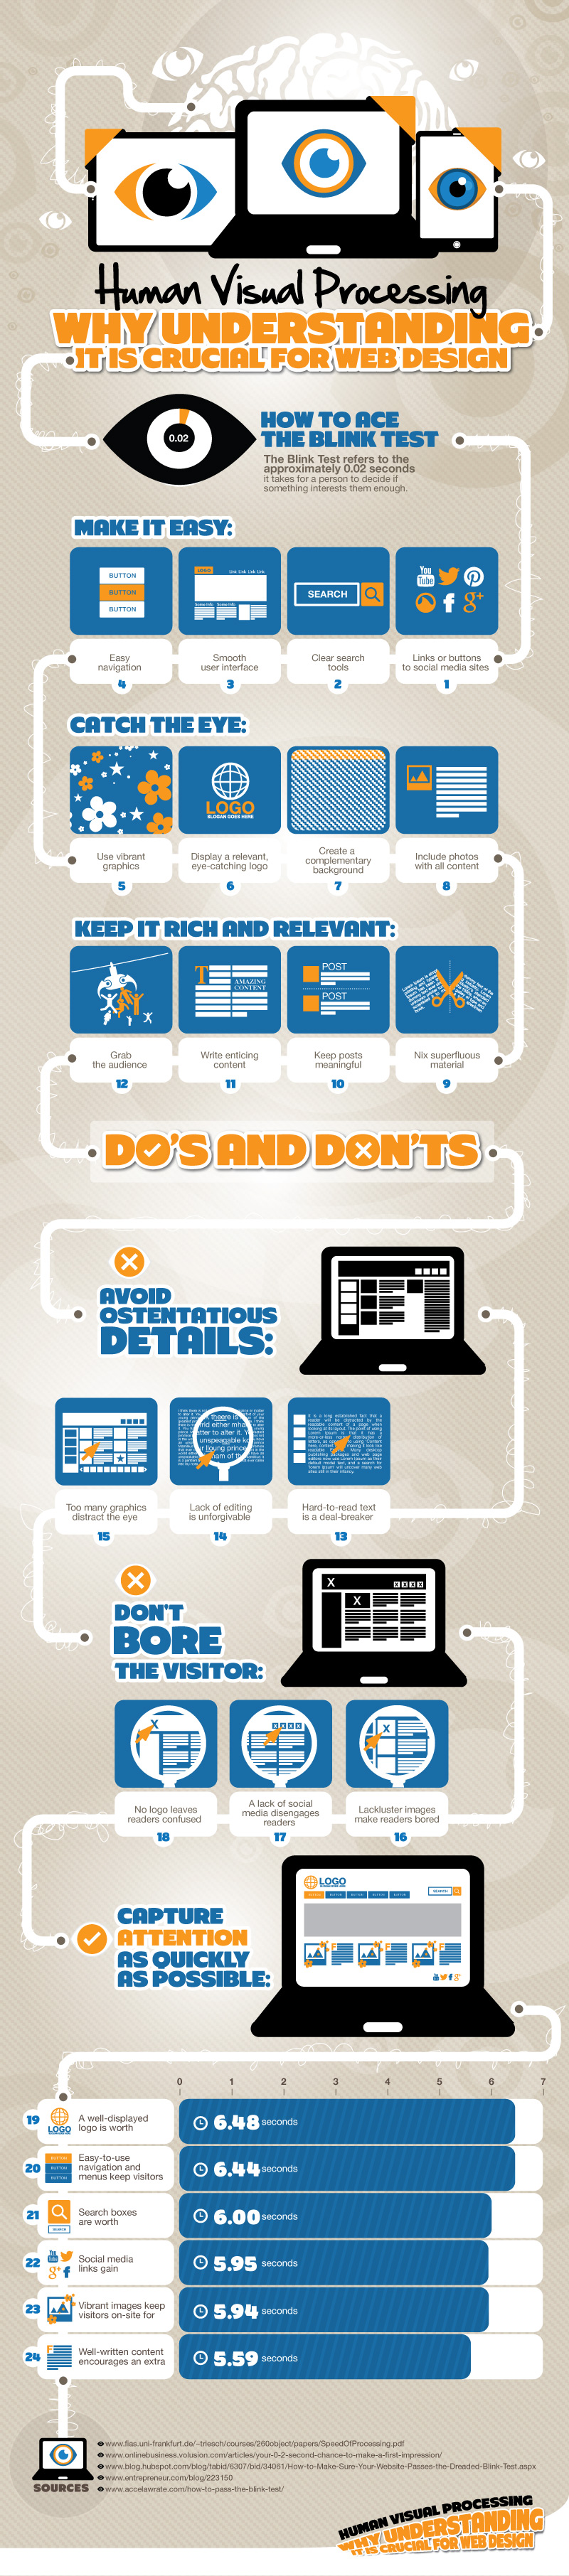 Human Visual Processing
WHY UNDERSTANDING
IT IS CRUCIAL FOR WEB DESIGN
0.02
HOW TO ACE
THE BLINK TEST
The Blink Test refers to the
approximately 0.02 seconds
it takes for a person to decide if
something interests them enough.
MAKE IT EASY:
BUTTON
BUTTON
BUTTON
LOGO
Link Link Link Link
SEARCH
You
Tube
Easy
navigation
4
Smooth
user interface
3
Clear search
tools
2
Links or buttons
to social media sites
1
CATCH THE EYE:
LOGO
SLOGAN GOES HERE
Use vibrant
graphics
5
Display a relevant,
eye-catching logo
6
Create a
complementary
background
7
Include photos
with all content
8
KEEP IT RICH AND RELEVANT:
T
AMAZING
CONTENT
POST
POST
Grab
the audience
12
Write enticing
content
11
Keep posts
meaningful
10
Nix superfluous
material
9
DO'S AND DON'TS
AVOID
OSTENTATIOUS
DETAILS:
Too many graphics
distract the eye
15
Lack of editing
is unforgivable
14
Hard-to-read text
is a deal-breaker
13
DON'T
BORE
THE VISITOR:
X
X X X X
X
X
X X X X
X
No logo leaves
readers confused
18
A lack of social
media disengages
readers
17
Lackluster images
make readers bored
16
CAPTURE
ATTENTION
AS QUICKLY
AS POSSIBLE:
LOGO
BUTTON BUTTON BUTTON BUTTON BUTTON
SEARCH
0 1 2 3 4 5 6 7
19
LOGO
A well-displayed
logo is worth
6.48 seconds
20
BUTTON
BUTTON
BUTTON
Easy-to-use
navigation and
menus keep visitors
6.44 seconds
21
SEARCH
Search boxes
are worth
6.00 seconds
22
Social media
links gain
5.95 seconds
23
Vibrant images keep
visitors on-site for
5.94 seconds
24
Well-written content
encourages an extra
5.59 seconds
SOURCES
www.fias.uni-frankfurt.de/~triesch/courses/260object/papers/SpeedOfProcessing.pdf
www.onlinebusiness.volusion.com/articles/your-0-2-second-chance-to-make-a-first-impression/
www.blog.hubspot.com/blog/tabid/6307/bid/34061/How-to-Make-Sure-Your-Website-Passes-the-Dreaded-Blink-Test.aspx
www.entrepreneur.com/blog/223150
www.accelawrate.com/how-to-pass-the-blink-test/
HUMAN VISUAL PROCESSING
WHY UNDERSTANDING
IT IS CRUCIAL FOR WEB DESIGN